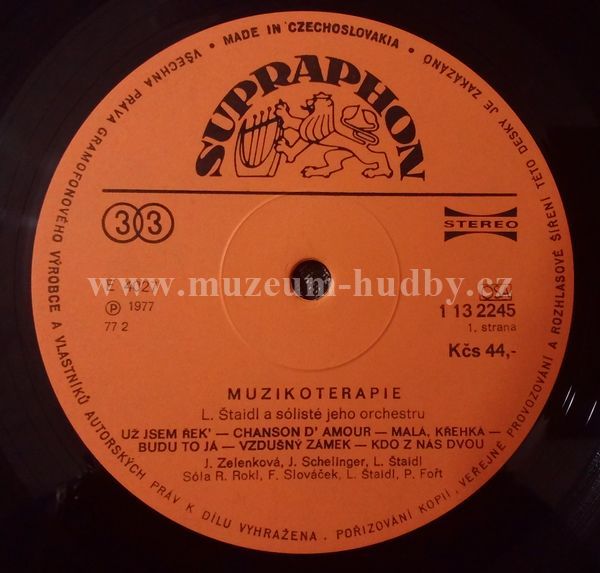 VŠECHNA PRÁVA GRAMOFONOVÉHO VÝROBCE A VLASTNÍKŮ AUTORSKÝCH PRÁV K DÍLU VYHRAŽENA . POŘIZOVÁNÍ KOPIÍ, VEŘEJNÉ PROVOZOVÁNÍ A ROZHLASOVÉ ŠÍŘENÍ TÉTO DESKY JE ZAKÁZÁNO
• MADE IN CZECHOSLOVAKIA •
SUPRAPHON
33
STEREO
www.muzeum-hudby.cz
F 4027
OSA
Ⓟ 1977
1 13 2245
77 2
1. strana
Kčs 44,-
MUZIKOTERAPIE
L. Štaidl a sólisté jeho orchestru
UŽ JSEM ŘEK' — CHANSON D' AMOUR — MALÁ, KŘEHKÁ —
BUDU TO JÁ — VZDUŠNÝ ZÁMEK — KDO Z NÁS DVOU
J. Zelenková, J. Schelinger, L. Štaidl
Sóla R. Rokl, F. Slováček, L. Štaidl, P. Fořt